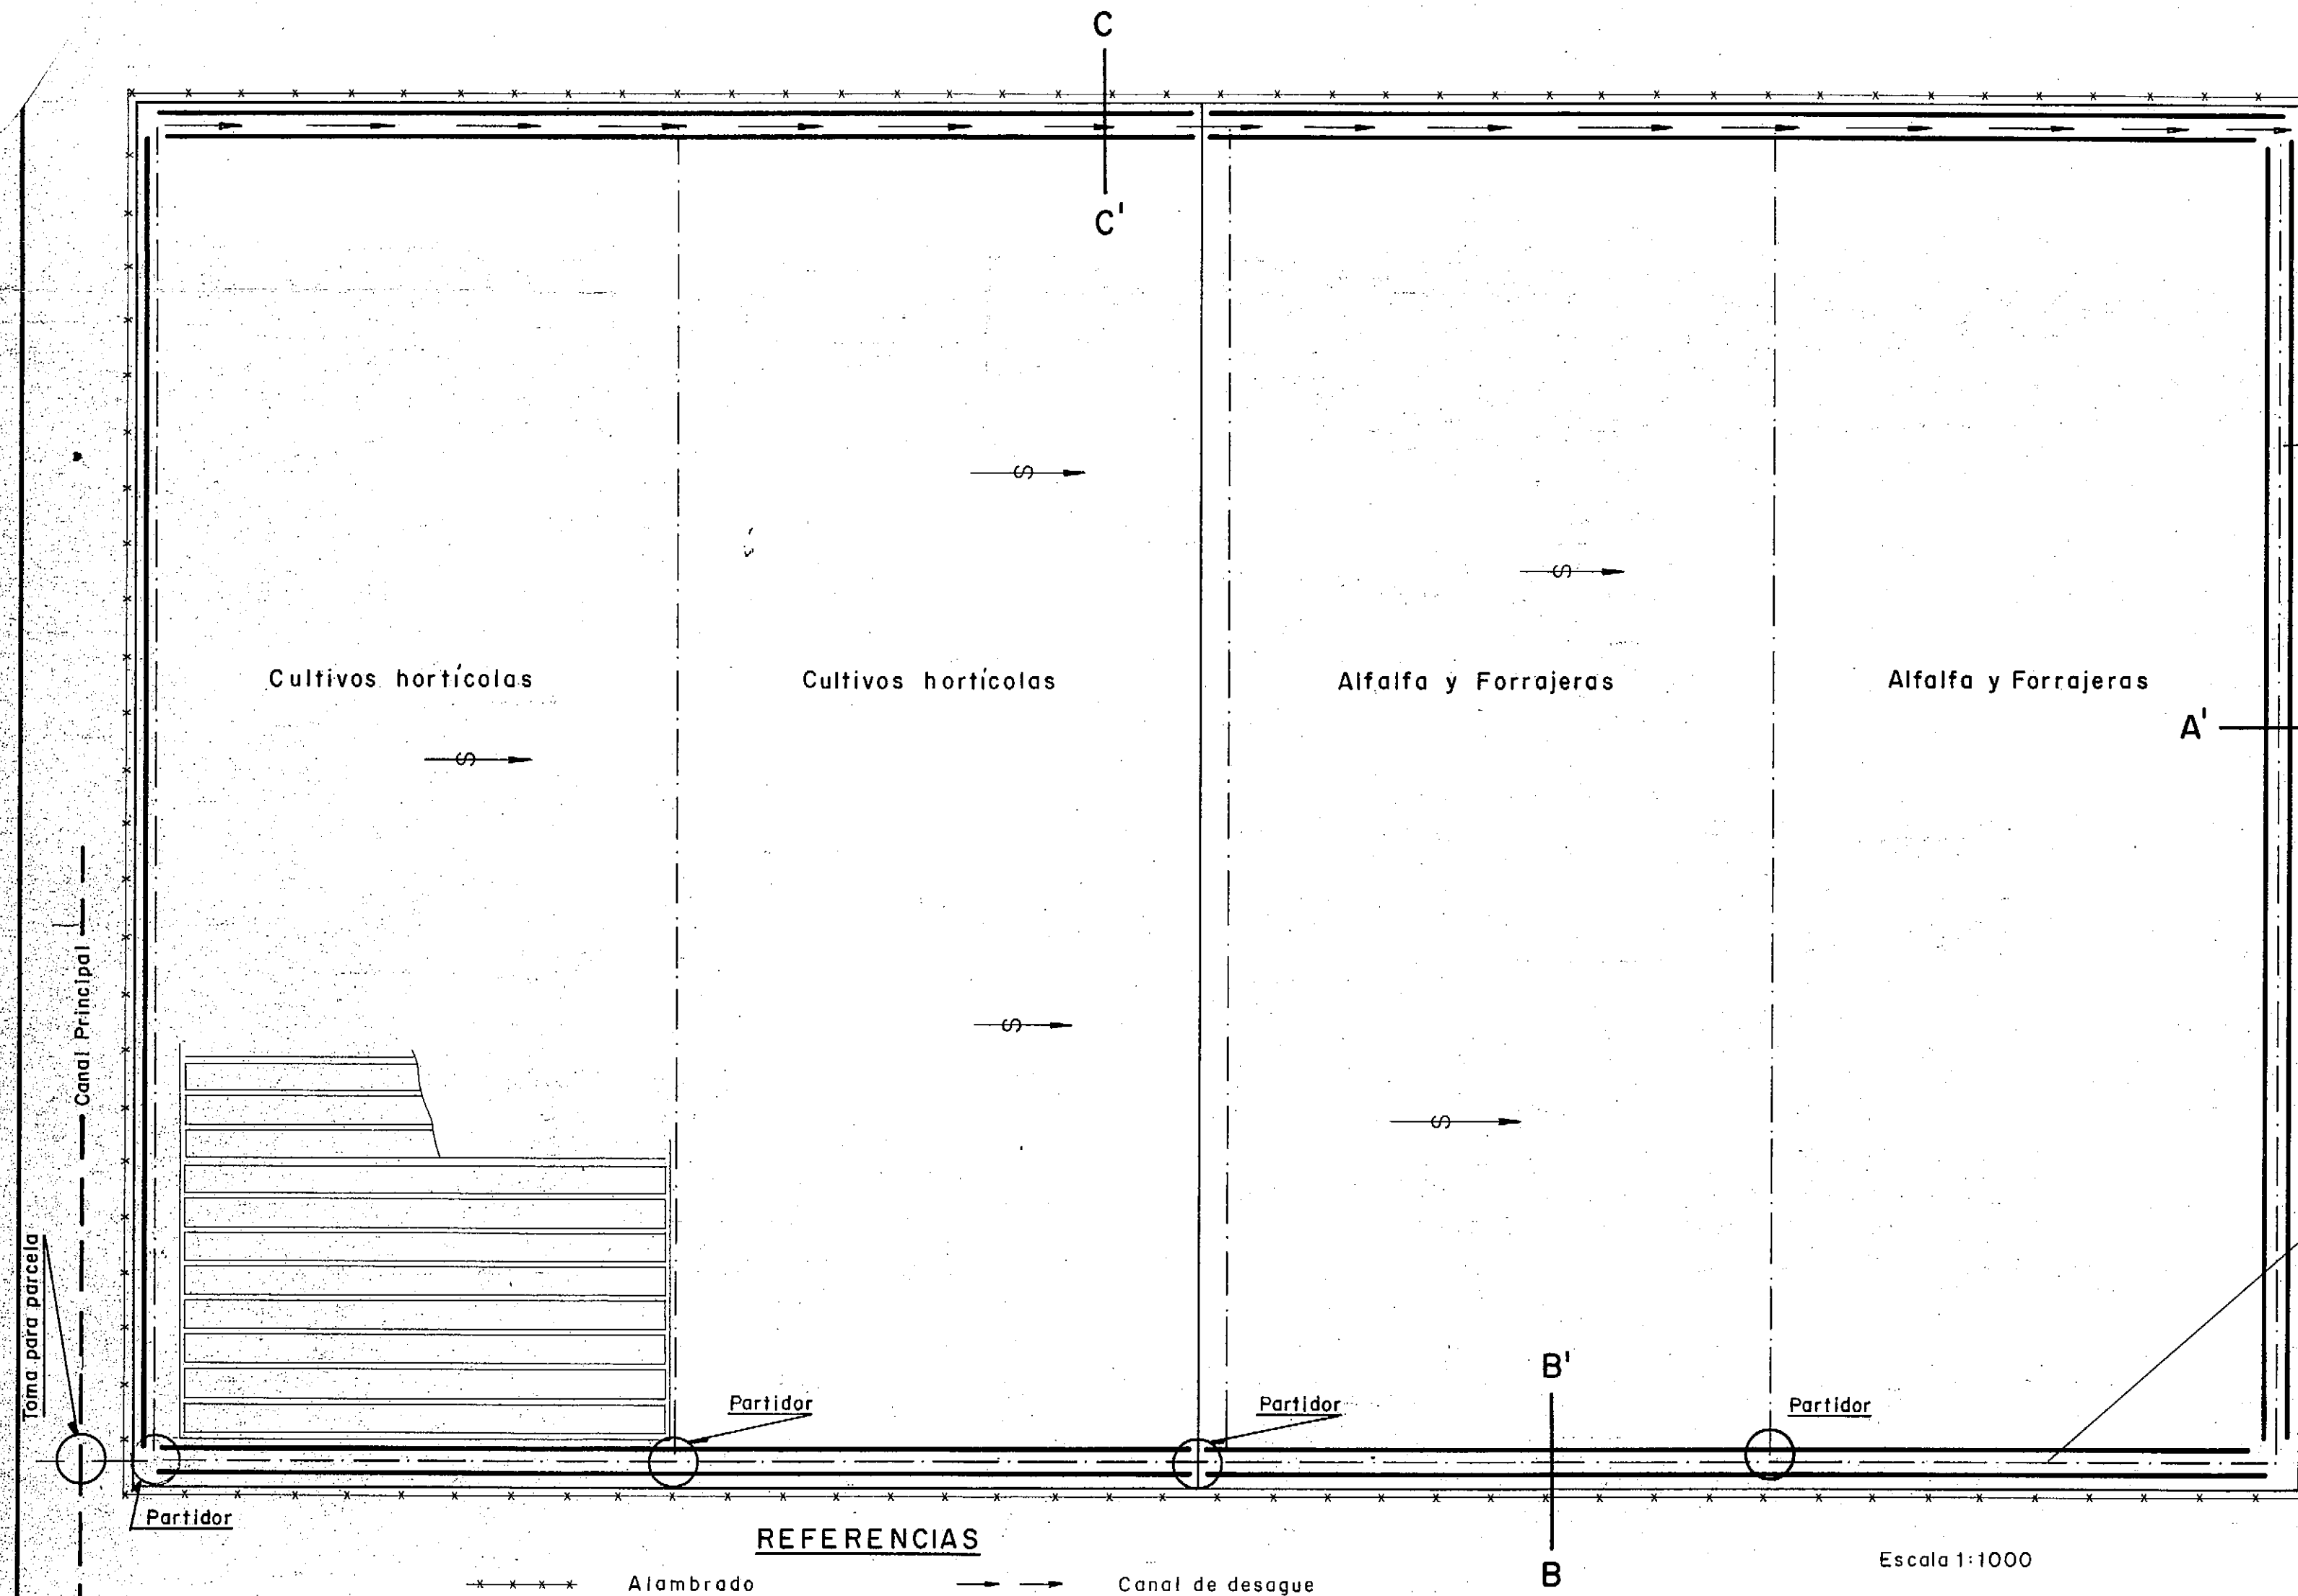 C
C'
S
S
Cultivos hortícolas
Cultivos hortícolas
Alfalfa y Forrajeras
Alfalfa y Forrajeras
A'
S
Canal Principal
S
S
Toma para parcela
B'
Partidor
Partidor
Partidor
Partidor
REFERENCIAS
Escala 1:1000
B
Alambrado
Canal de desague